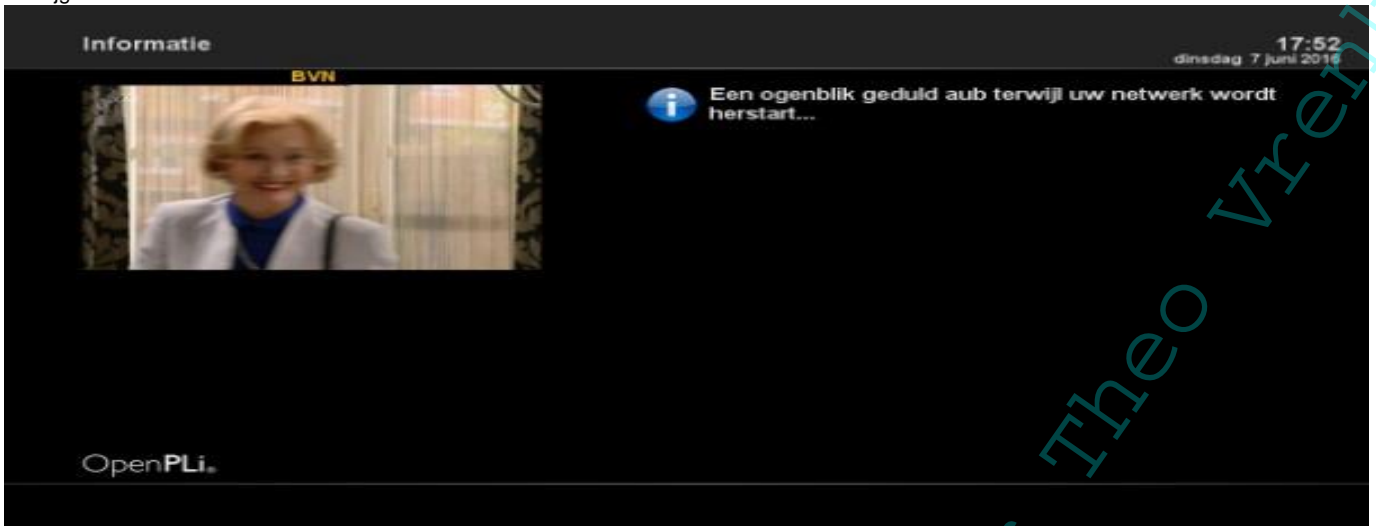 Informatie
17:52
dinsdag 7 juni 2016
BVN
Een ogenblik geduld aub terwijl uw netwerk wordt
herstart...
Theo
OpenPLi.